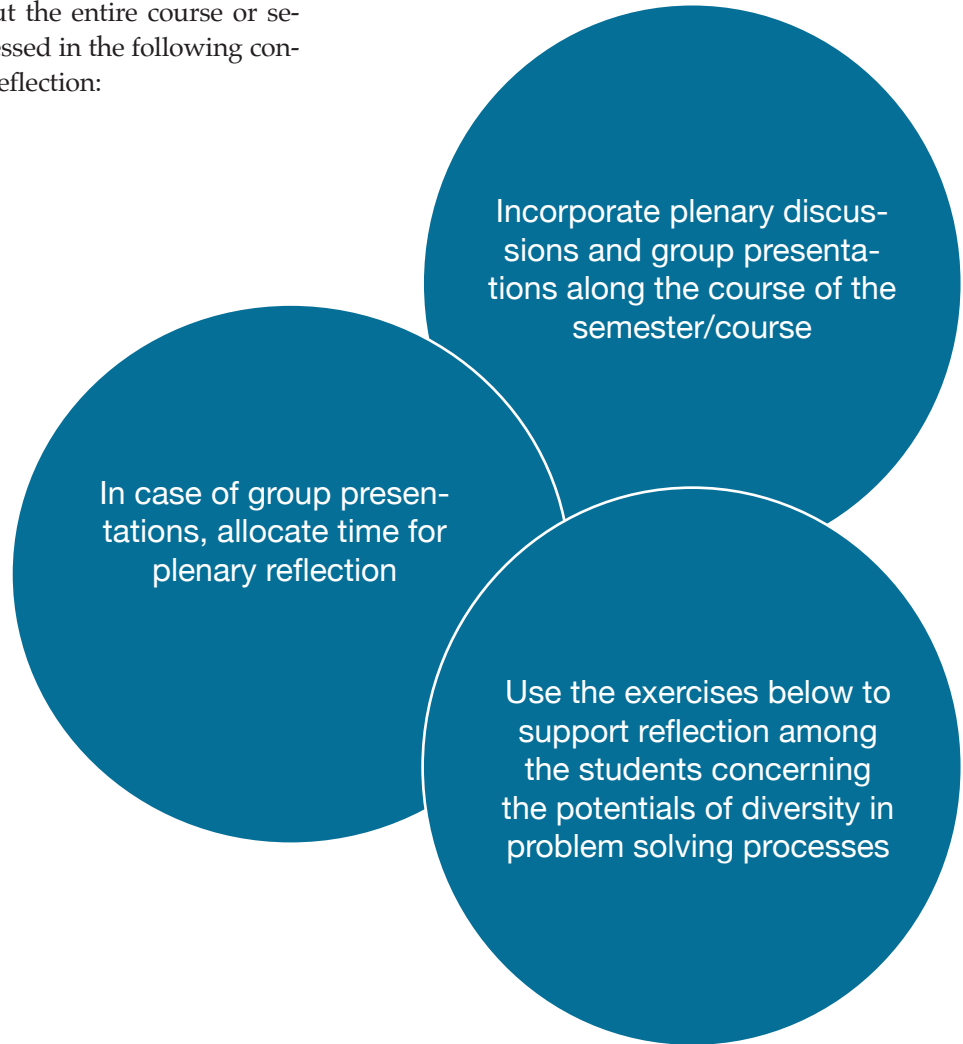 ut the entire course or se-
essed in the following con-
reflection:
Incorporate plenary discus-
sions and group presenta-
tions along the course of the
semester/course
In case of group presen-
tations, allocate time for
plenary reflection
Use the exercises below to
support reflection among
the students concerning
the potentials of diversity in
problem solving processes